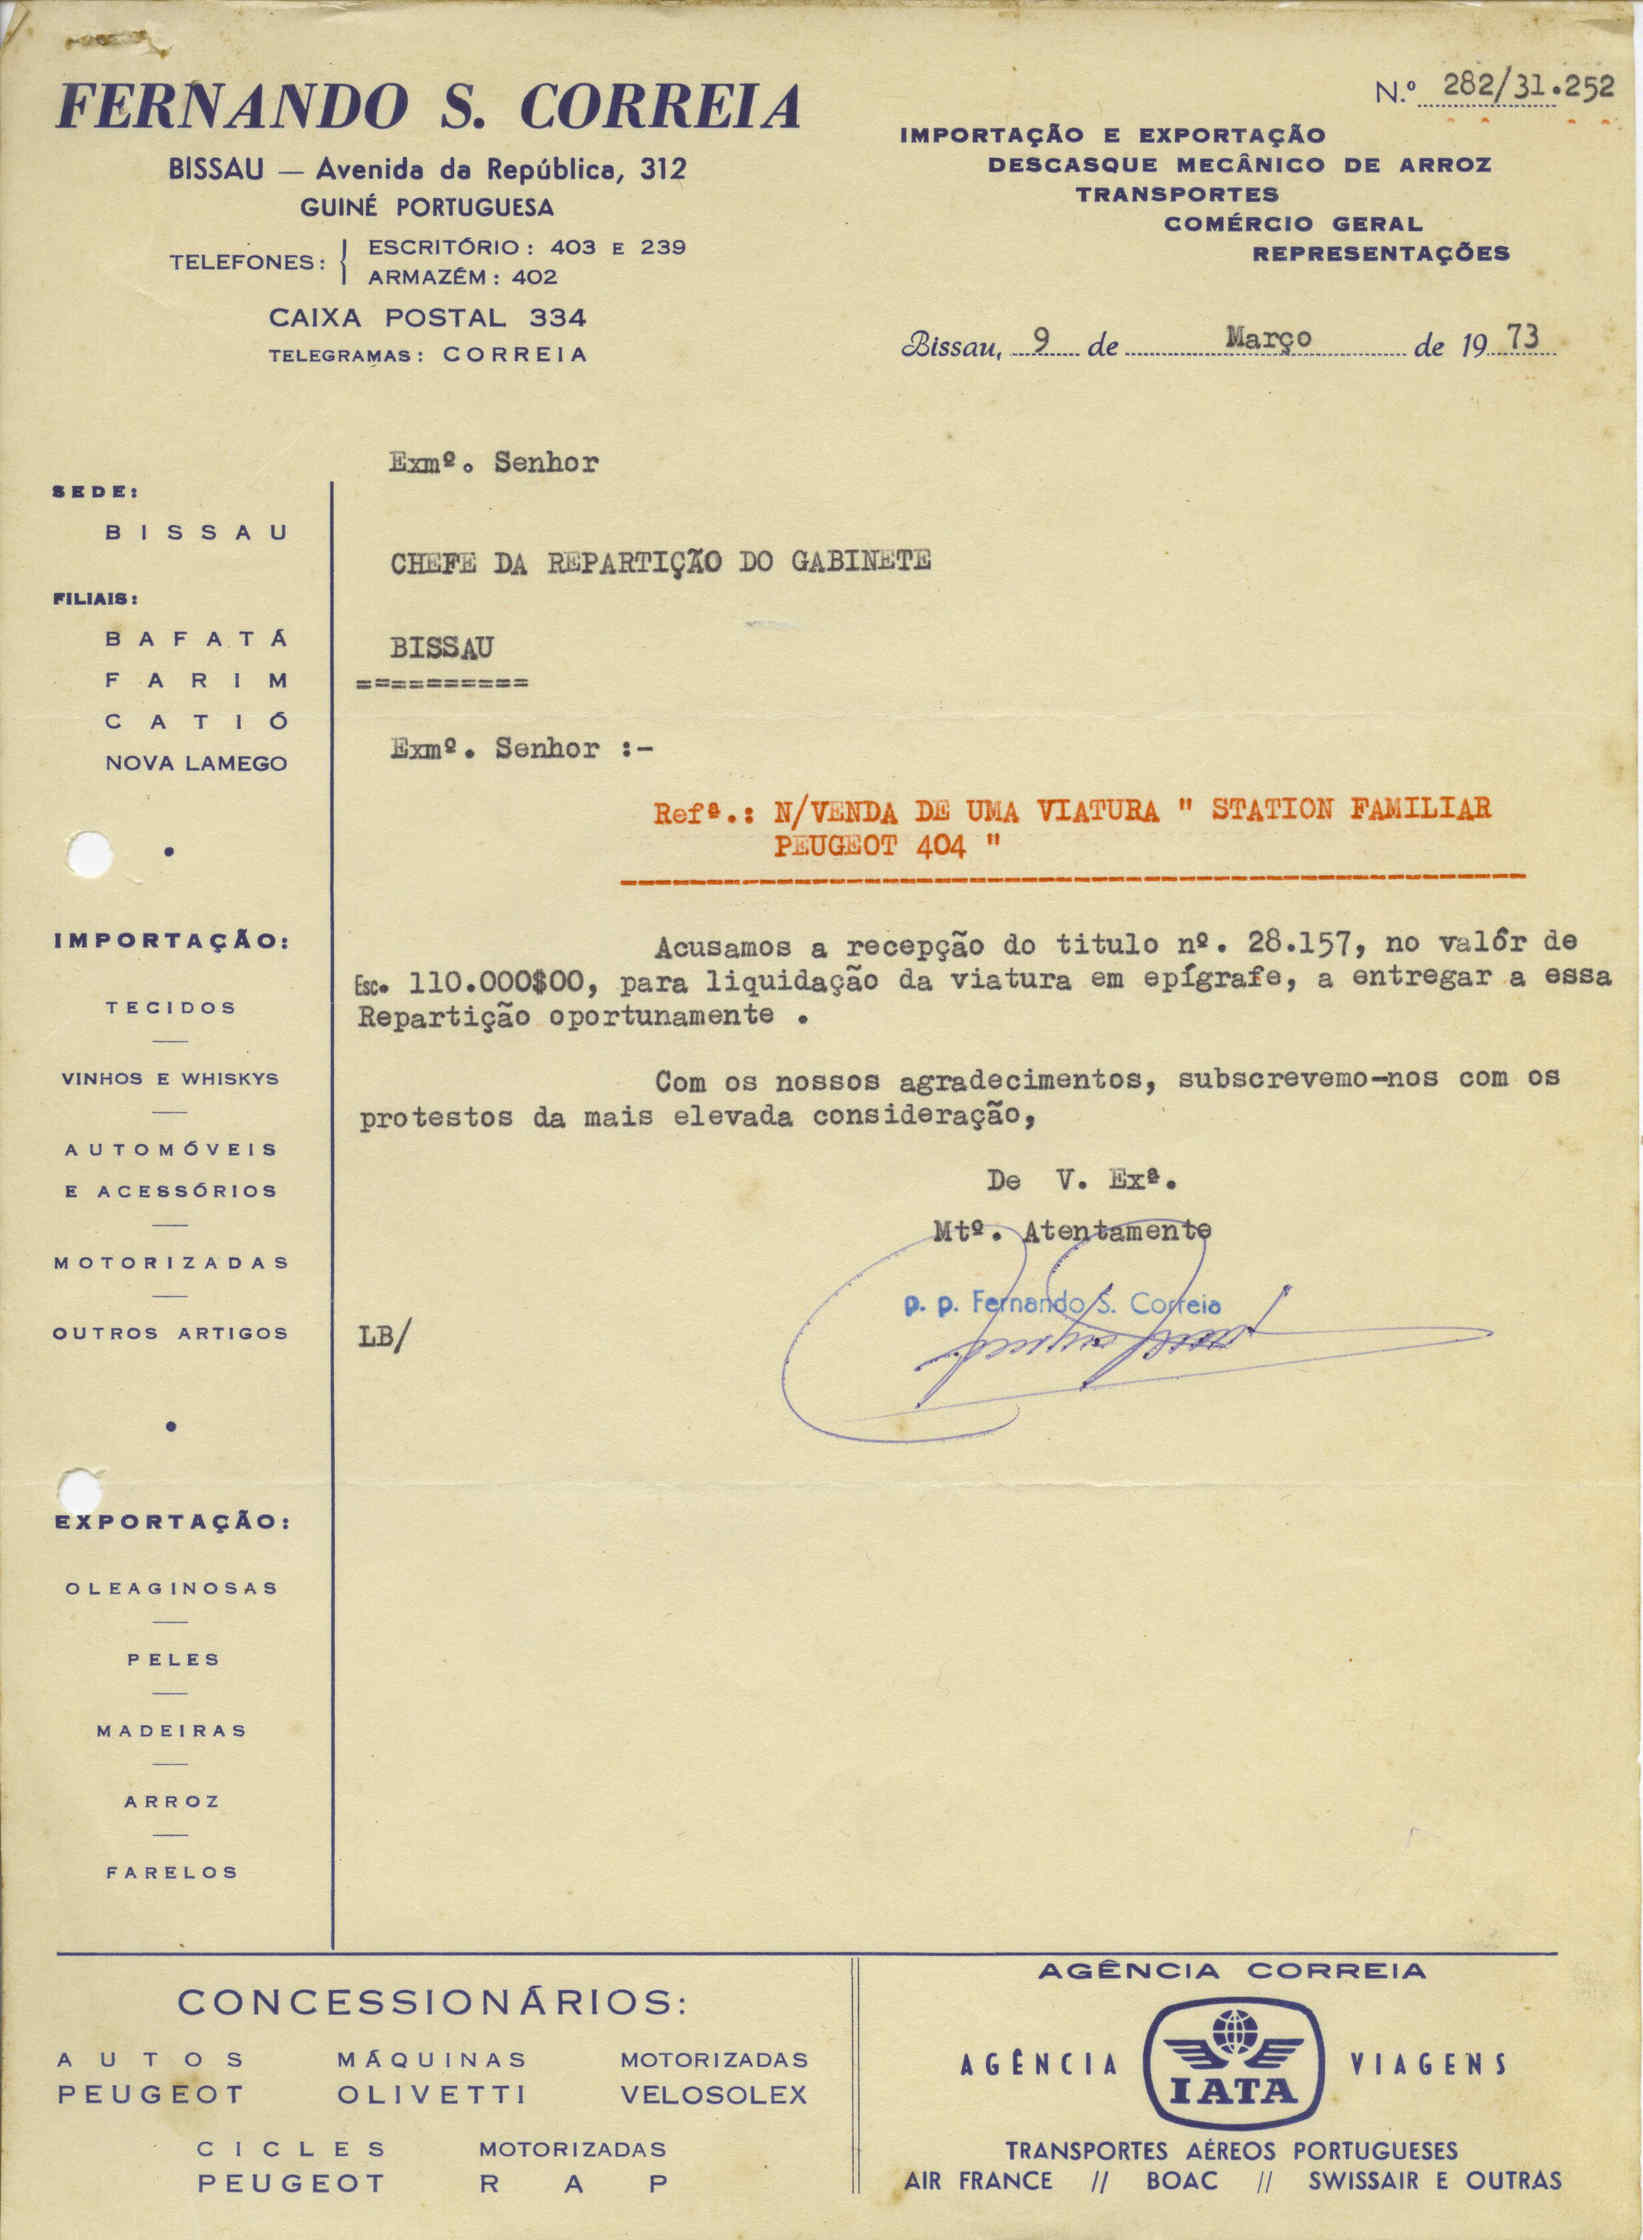 FERNANDO S. CORREIA
BISSAU — Avenida da República, 312
GUINÉ PORTUGUESA
TELEFONES: { ESCRITÓRIO: 403 E 239
ARMAZÉM: 402
CAIXA POSTAL 334
TELEGRAMAS: CORREIA
N.º 282/31.252
IMPORTAÇÃO E EXPORTAÇÃO
DESCASQUE MECÂNICO DE ARROZ
TRANSPORTES
COMÉRCIO GERAL
REPRESENTAÇÕES
Bissau, 9 de Março de 1973
SEDE:
BISSAU
FILIAIS:
BAFATÁ
FARIM
CATIÓ
NOVA LAMEGO
IMPORTAÇÃO:
TECIDOS
VINHOS E WHISKYS
AUTOMÓVEIS
E ACESSÓRIOS
MOTORIZADAS
OUTROS ARTIGOS
EXPORTAÇÃO:
OLEAGINOSAS
PELES
MADEIRAS
ARROZ
FARELOS
Exmº. Senhor
CHEFE DA REPARTIÇÃO DO GABINETE
BISSAU
==========
Exmº. Senhor :-
Refª.: N/VENDA DE UMA VIATURA " STATION FAMILIAR
PEUGEOT 404 "
Acusamos a recepção do titulo nº. 28.157, no valôr de
Esc. 110.000$00, para liquidação da viatura em epígrafe, a entregar a essa
Repartição oportunamente .
Com os nossos agradecimentos, subscrevemo-nos com os
protestos da mais elevada consideração,
De V. Exª.
Mtº. Atentamente
p. p. Fernando S. Correia
LB/
CONCESSIONÁRIOS:
AUTOS MÁQUINAS MOTORIZADAS
PEUGEOT OLIVETTI VELOSOLEX
CICLES MOTORIZADAS
PEUGEOT RAP
AGÊNCIA CORREIA
AGÊNCIA IATA VIAGENS
TRANSPORTES AÉREOS PORTUGUESES
AIR FRANCE // BOAC // SWISSAIR E OUTRAS